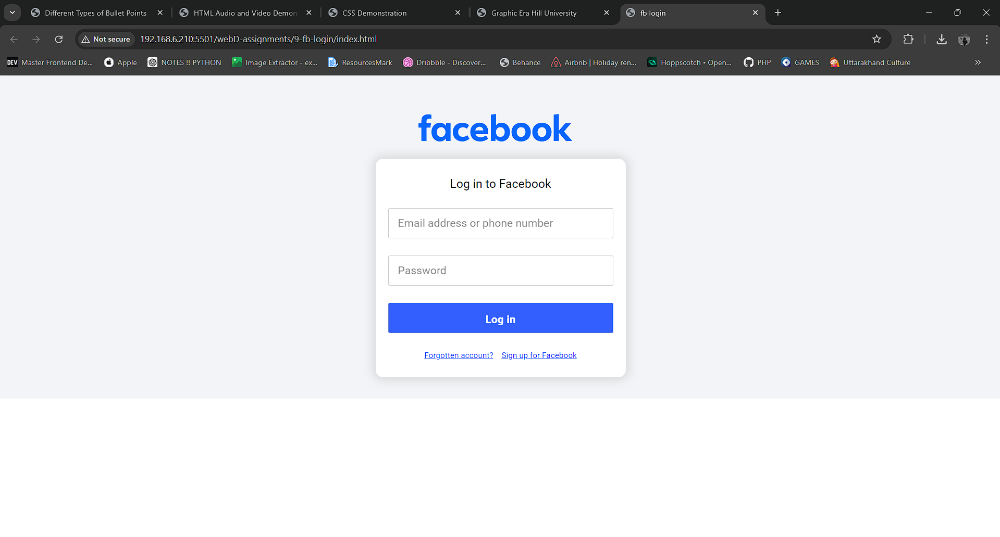 Different Types of Bullet Points HTML Audio and Video Demon CSS Demonstration Graphic Era Hill University fb login
Not secure 192.168.6.210:5501/webD-assignments/9-fb-login/index.html
DEV Master Frontend De... Apple NOTES !! PYTHON Image Extractor - ex... ResourcesMark Dribbble - Discover... Behance Airbnb | Holiday ren... Hoppscotch • Open... PHP GAMES Uttarakhand Culture
facebook
Log in to Facebook
Email address or phone number
Password
Log in
Forgotten account? Sign up for Facebook